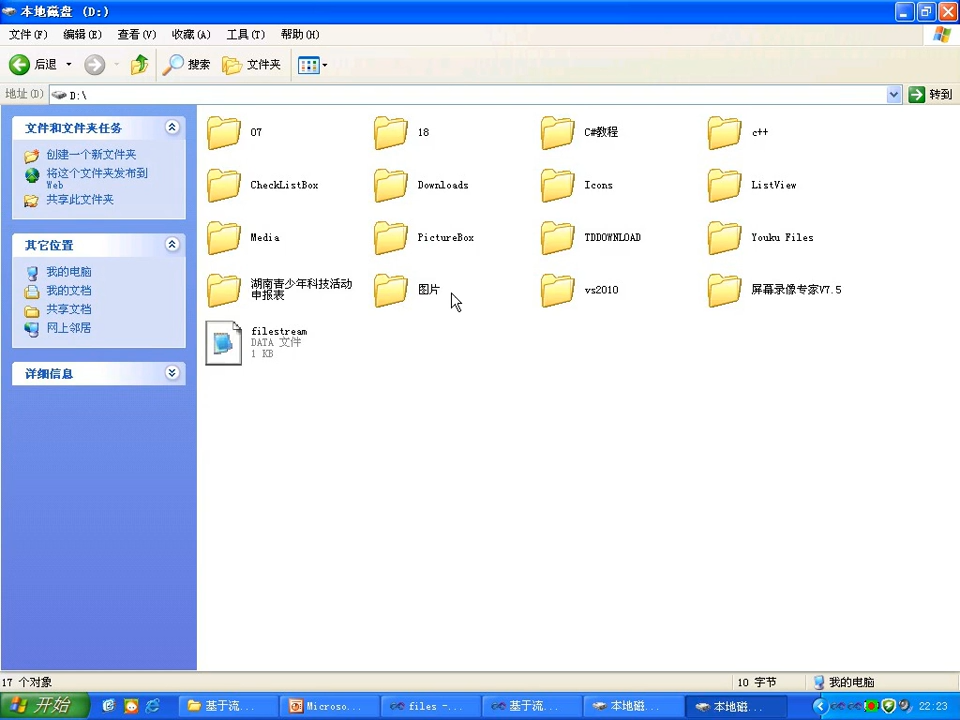 本地磁盘 (D:)
文件(F) 编辑(E) 查看(V) 收藏(A) 工具(T) 帮助(H)
后退 搜索 文件夹
地址(D) D:\ 转到
文件和文件夹任务
创建一个新文件夹
将这个文件夹发布到
Web
共享此文件夹
其它位置
我的电脑
我的文档
共享文档
网上邻居
详细信息
07 18 C#教程 c++
CheckListBox Downloads Icons ListView
Media PictureBox TDDOWNLOAD Youku Files
湖南青少年科技活动
申报表
图片 vs2010 屏幕录像专家V7.5
filestream
DATA 文件
1 KB
17 个对象 10 字节 我的电脑
开始 基于流... Microso... files -... 基于流... 本地磁... 本地磁... 22:23